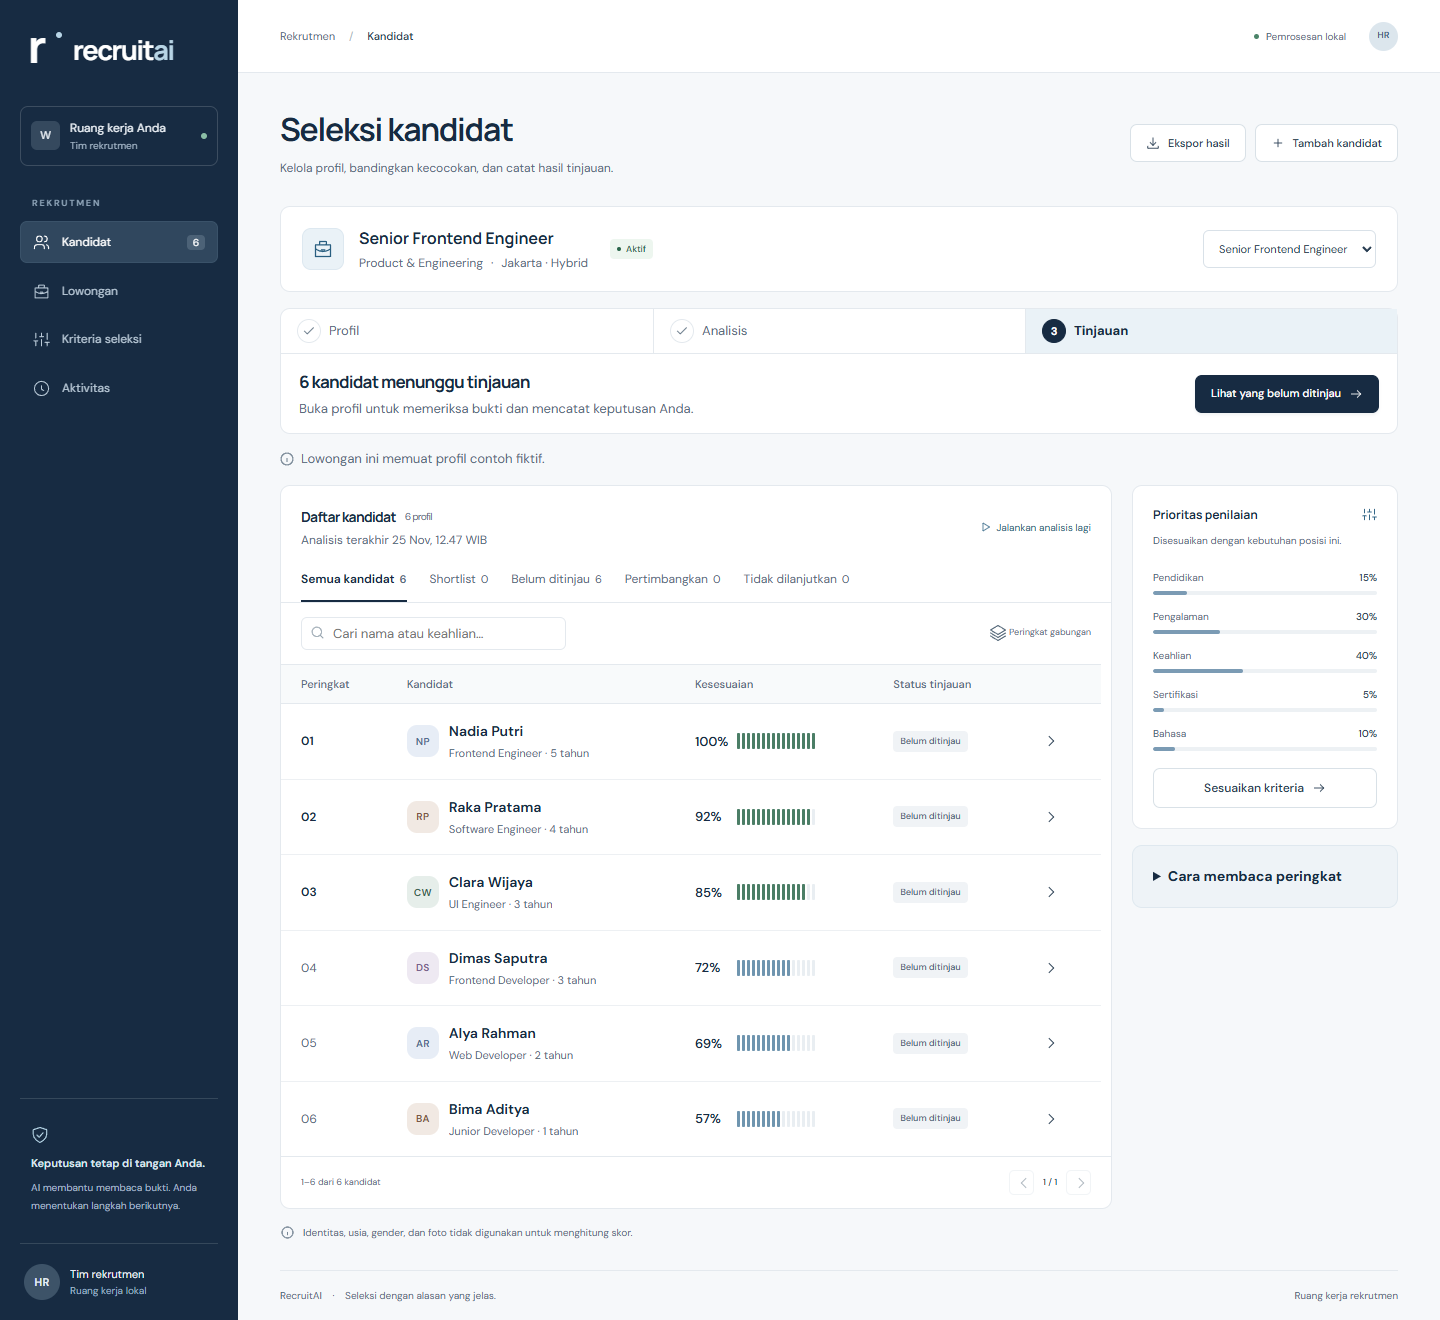 r recruitai
W
Ruang kerja Anda
Tim rekrutmen
REKRUTMEN
Kandidat 6
Lowongan
Kriteria seleksi
Aktivitas
Keputusan tetap di tangan Anda.
AI membantu membaca bukti. Anda
menentukan langkah berikutnya.
HR
Tim rekrutmen
Ruang kerja lokal
Rekrutmen / Kandidat
Pemrosesan lokal
HR
Seleksi kandidat
Kelola profil, bandingkan kecocokan, dan catat hasil tinjauan.
Ekspor hasil
Tambah kandidat
Senior Frontend Engineer
Product & Engineering · Jakarta · Hybrid
Aktif
Senior Frontend Engineer
Profil
Analisis
3 Tinjauan
6 kandidat menunggu tinjauan
Buka profil untuk memeriksa bukti dan mencatat keputusan Anda.
Lihat yang belum ditinjau
Lowongan ini memuat profil contoh fiktif.
Daftar kandidat 6 profil
Analisis terakhir 25 Nov, 12.47 WIB
Jalankan analisis lagi
Semua kandidat 6 Shortlist 0 Belum ditinjau 6 Pertimbangkan 0 Tidak dilanjutkan 0
Cari nama atau keahlian...
Peringkat gabungan
Peringkat Kandidat Kesesuaian Status tinjauan
01 NP Nadia Putri 100% Belum ditinjau
Frontend Engineer · 5 tahun
02 RP Raka Pratama 92% Belum ditinjau
Software Engineer · 4 tahun
03 CW Clara Wijaya 85% Belum ditinjau
UI Engineer · 3 tahun
04 DS Dimas Saputra 72% Belum ditinjau
Frontend Developer · 3 tahun
05 AR Alya Rahman 69% Belum ditinjau
Web Developer · 2 tahun
06 BA Bima Aditya 57% Belum ditinjau
Junior Developer · 1 tahun
1–6 dari 6 kandidat
1 / 1
Identitas, usia, gender, dan foto tidak digunakan untuk menghitung skor.
Prioritas penilaian
Disesuaikan dengan kebutuhan posisi ini.
Pendidikan 15%
Pengalaman 30%
Keahlian 40%
Sertifikasi 5%
Bahasa 10%
Sesuaikan kriteria
Cara membaca peringkat
RecruitAI · Seleksi dengan alasan yang jelas.
Ruang kerja rekrutmen